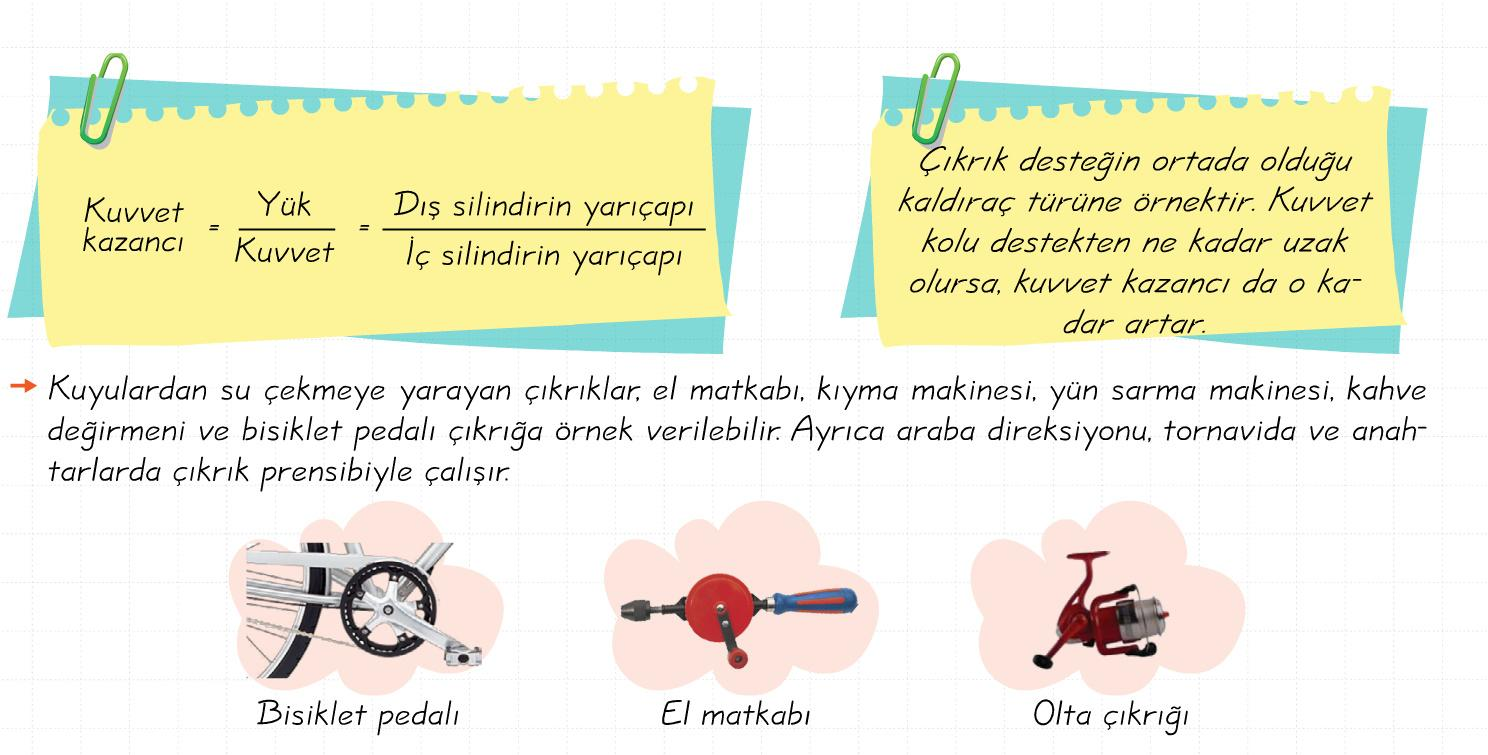 Kuvvet kazancı = Yük / Kuvvet = Dış silindirin yarıçapı / İç silindirin yarıçapı
Çıkrık desteğin ortada olduğu
kaldıraç türüne örnektir. Kuvvet
kolu destekten ne kadar uzak
olursa, kuvvet kazancı da o ka-
dar artar.
Kuyulardan su çekmeye yarayan çıkrıklar, el matkabı, kıyma makinesi, yün sarma makinesi, kahve
değirmeni ve bisiklet pedalı çıkrığa örnek verilebilir. Ayrıca araba direksiyonu, tornavida ve anah-
tarlarda çıkrık prensibiyle çalışır.
Bisiklet pedalı
El matkabı
Olta çıkrığı